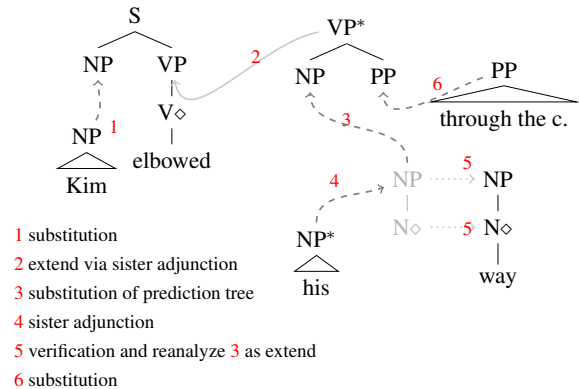 S
VP*
NP VP
2
NP PP
6
PP
V◇
through the c.
NP
1
elbowed
3
Kim
4
NP
5
NP
N◇
5
N◇
NP*
his
way
1 substitution
2 extend via sister adjunction
3 substitution of prediction tree
4 sister adjunction
5 verification and reanalyze 3 as extend
6 substitution